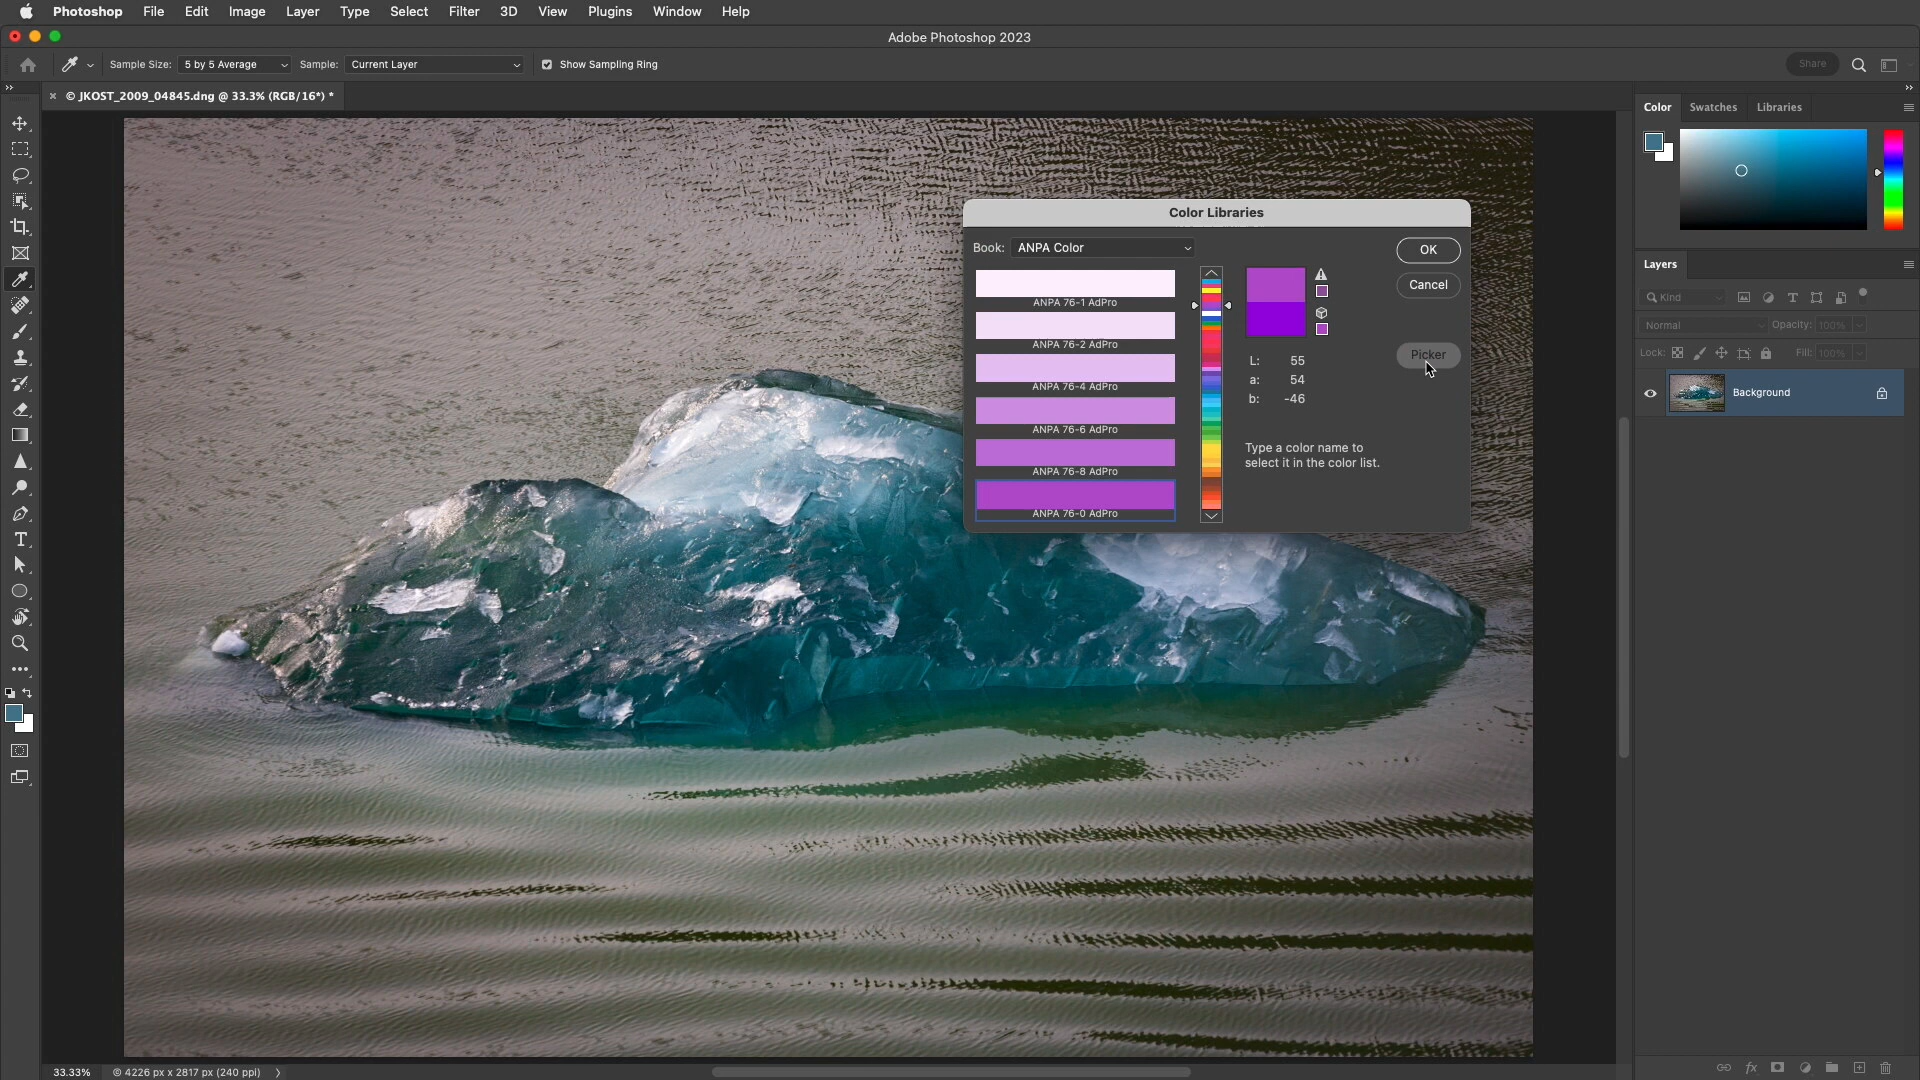 Photoshop File Edit Image Layer Type Select Filter 3D View Plugins Window Help
Adobe Photoshop 2023
Sample Size: 5 by 5 Average Sample: Current Layer Show Sampling Ring Share
© JKOST_2009_04845.dng @ 33.3% (RGB/16*) *
Color Swatches Libraries
Color Libraries
Book: ANPA Color
OK
ANPA 76-1 AdPro
Cancel
ANPA 76-2 AdPro
Picker
L: 55
ANPA 76-4 AdPro
a: 54
b: -46
ANPA 76-6 AdPro
Type a color name to
select it in the color list.
ANPA 76-8 AdPro
ANPA 76-0 AdPro
Layers
Kind
Normal Opacity: 100%
Lock: Fill: 100%
Background
33.33% © 4226 px x 2817 px (240 ppi)